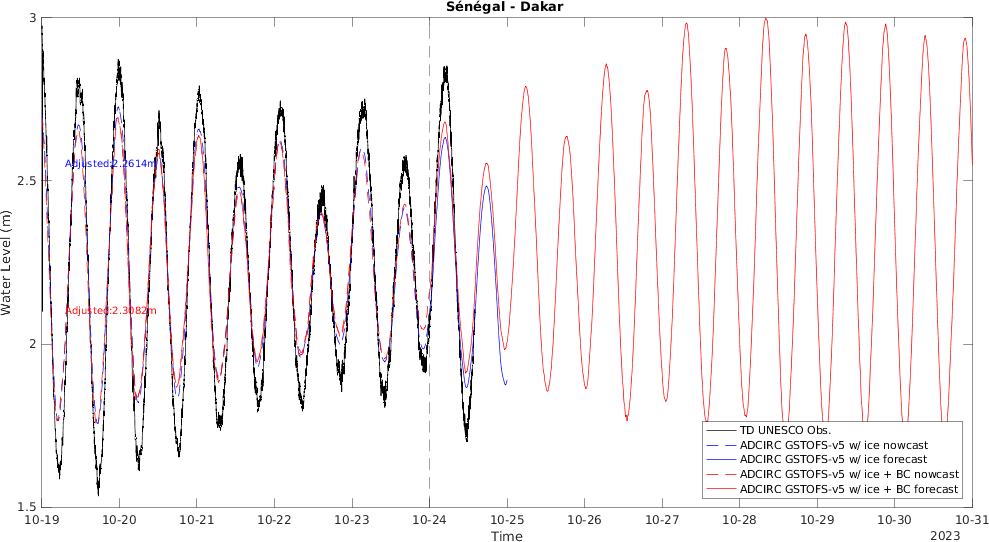 Sénégal - Dakar
3
2.5
2
1.5
Water Level (m)
Adjusted:2.2614m
Adjusted:2.3082m
TD UNESCO Obs.
ADCIRC GSTOFS-v5 w/ ice nowcast
ADCIRC GSTOFS-v5 w/ ice forecast
ADCIRC GSTOFS-v5 w/ ice + BC nowcast
ADCIRC GSTOFS-v5 w/ ice + BC forecast
10-19 10-20 10-21 10-22 10-23 10-24 10-25 10-26 10-27 10-28 10-29 10-30 10-31
Time
2023